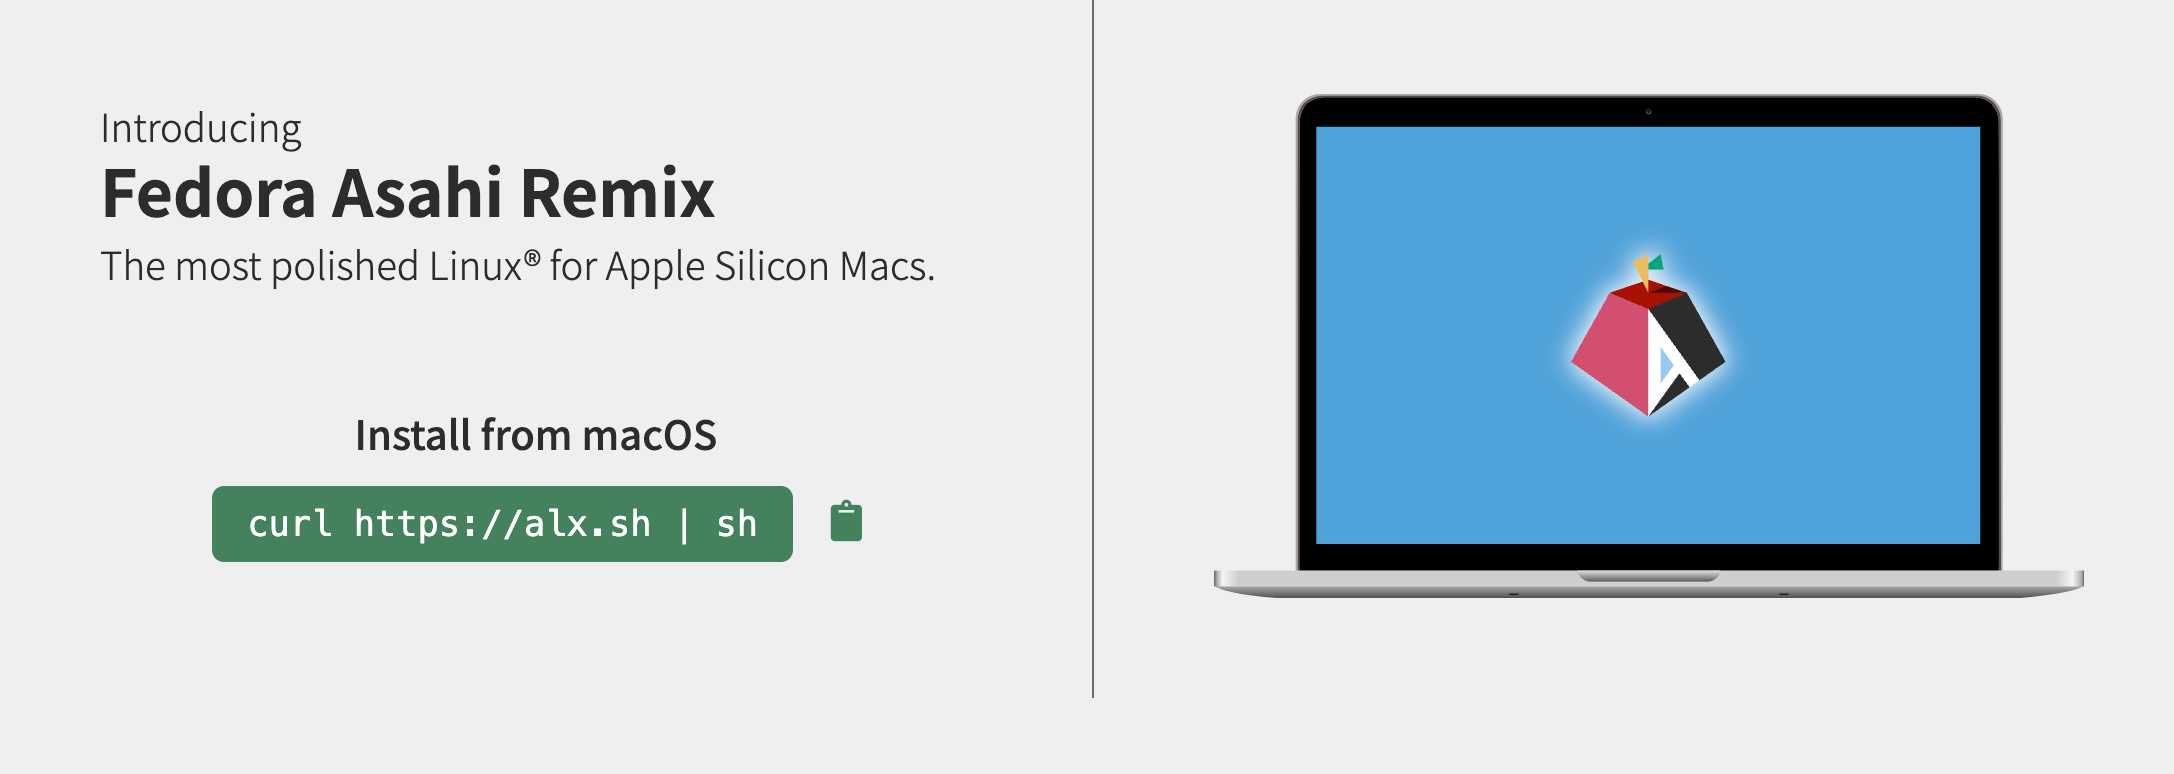 Introducing
Fedora Asahi Remix
The most polished Linux® for Apple Silicon Macs.
Install from macOS
curl https://alx.sh | sh